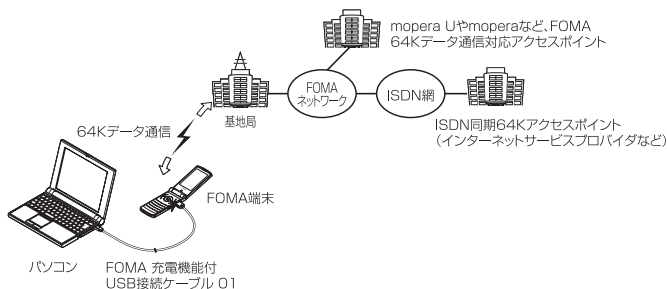 mopera Uやmoperaなど、FOMA
64Kデータ通信対応アクセスポイント
FOMA
ネットワーク
ISDN網
基地局
ISDN同期64Kアクセスポイント
(インターネットサービスプロバイダなど)
64Kデータ通信
FOMA端末
パソコン
FOMA 充電機能付
USB接続ケーブル 01